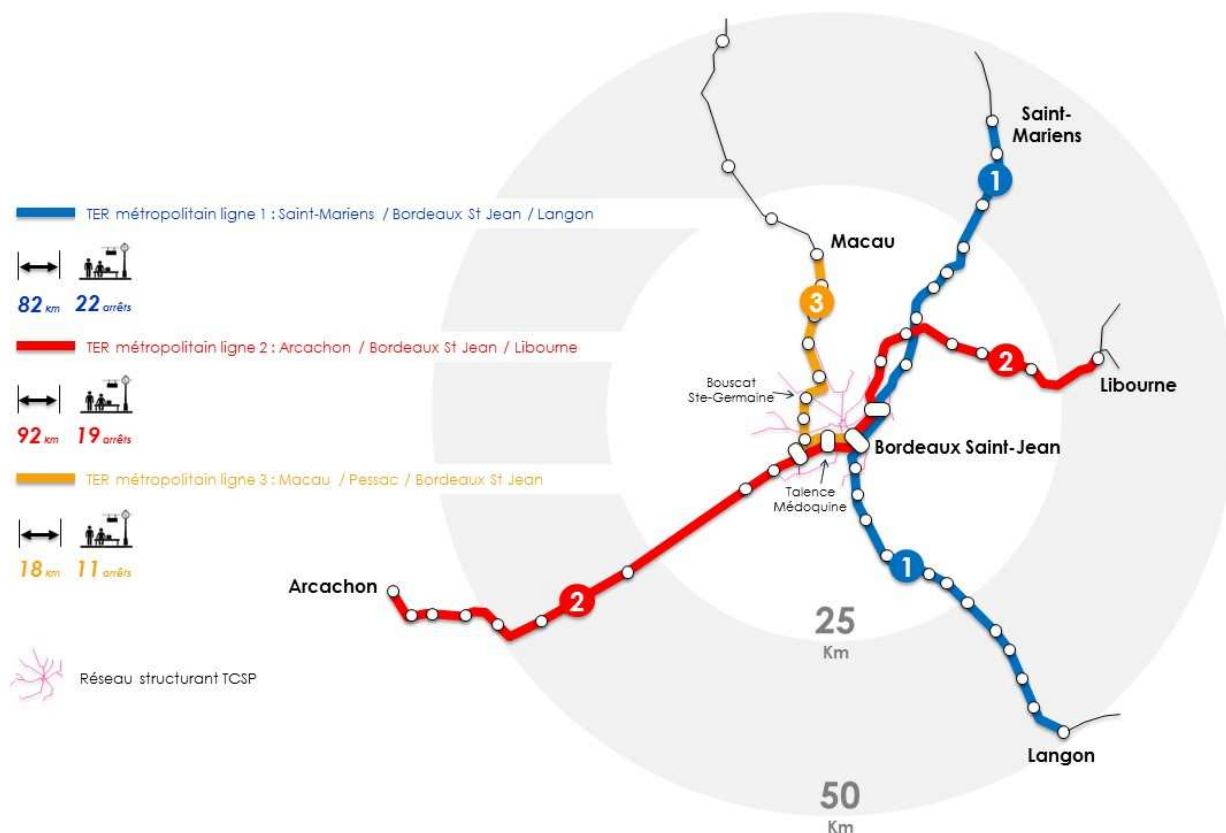 TER métropolitain ligne 1 : Saint-Mariens / Bordeaux St Jean / Langon
82 km 22 arrêts
TER métropolitain ligne 2 : Arcachon / Bordeaux St Jean / Libourne
92 km 19 arrêts
TER métropolitain ligne 3 : Macau / Pessac / Bordeaux St Jean
18 km 11 arrêts
Réseau structurant TCSP
Saint-
Mariens
1
Macau
3
2
Libourne
Bouscat
Ste-Germaine
Bordeaux Saint-Jean
Talence
Médoquine
1
Arcachon
2
25
Km
Langon
50
Km